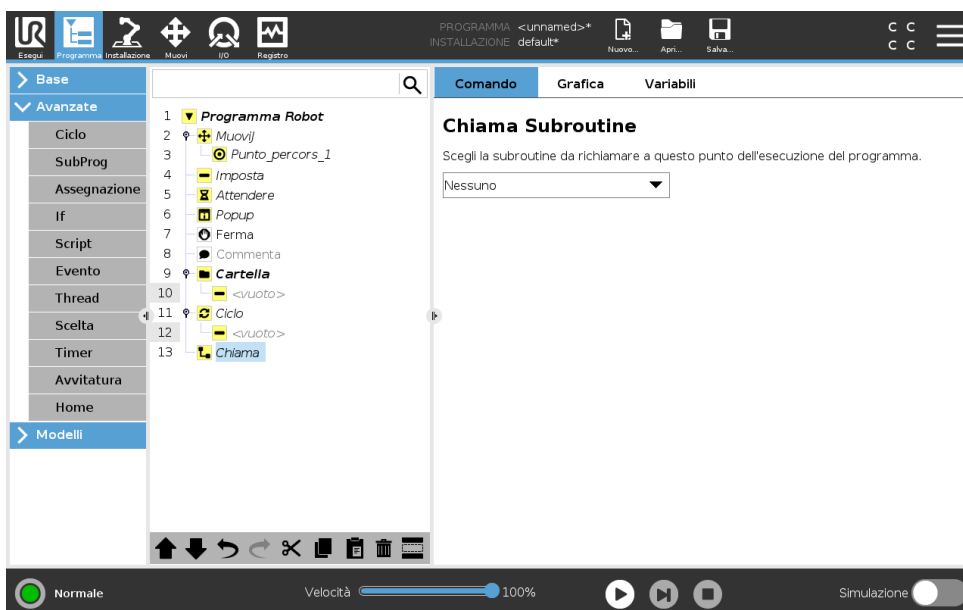 UR
Esegui
Programma
Installazione
Muovi
I/O
Registro
PROGRAMMA <unnamed>*
INSTALLAZIONE default*
Nuovo...
Apri...
Salva...
C C
C C
Base
Avanzate
Ciclo
SubProg
Assegnazione
If
Script
Evento
Thread
Scelta
Timer
Avvitatura
Home
Modelli
1 Programma Robot
2 MuoviJ
3 Punto_percors_1
4 Imposta
5 Attendere
6 Popup
7 Ferma
8 Commenta
9 Cartella
10 <vuoto>
11 Ciclo
12 <vuoto>
13 Chiama
Comando Grafica Variabili
Chiama Subroutine
Scegli la subroutine da richiamare a questo punto dell'esecuzione del programma.
Nessuno
Normale
Velocità 100%
Simulazione